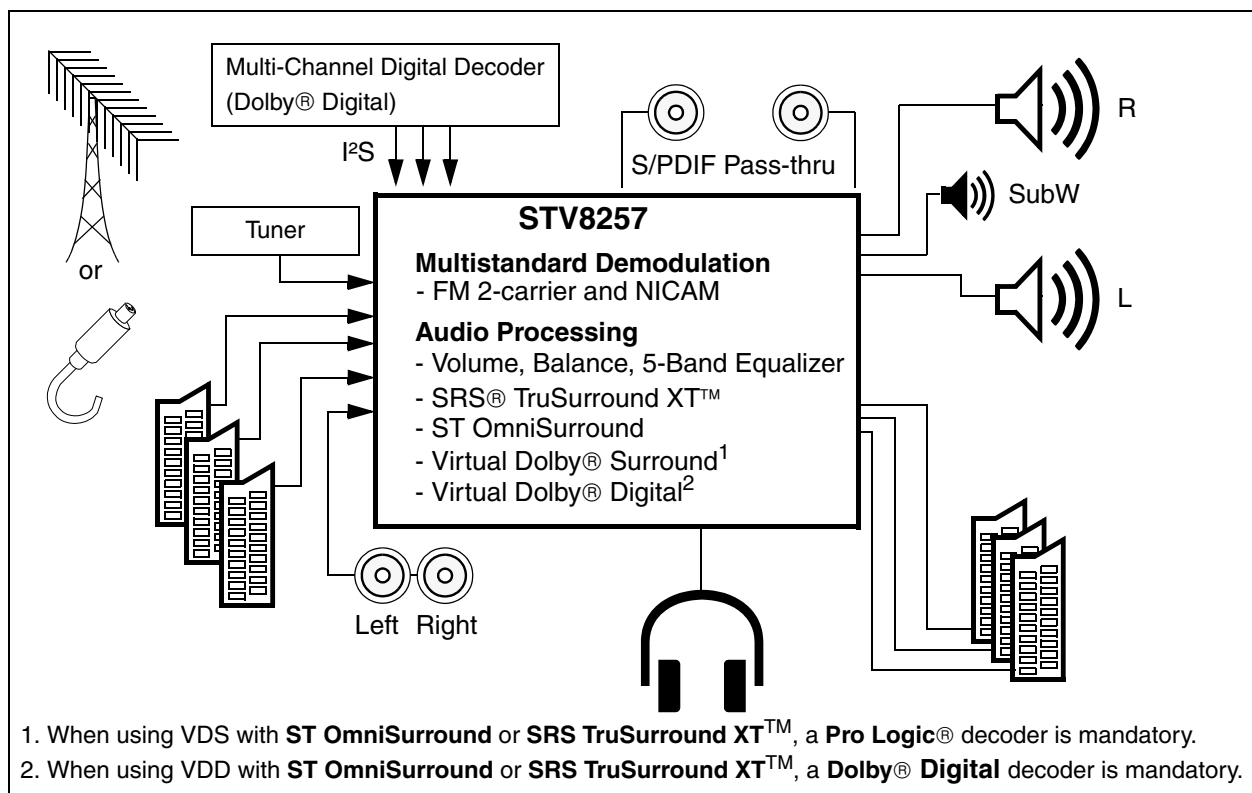 Multi-Channel Digital Decoder
(Dolby® Digital)
I²S
S/PDIF Pass-thru
R
SubW
L
Tuner
or
STV8257
Multistandard Demodulation
- FM 2-carrier and NICAM
Audio Processing
- Volume, Balance, 5-Band Equalizer
- SRS® TruSurround XT™
- ST OmniSurround
- Virtual Dolby® Surround¹
- Virtual Dolby® Digital²
Left Right
1. When using VDS with ST OmniSurround or SRS TruSurround XT™, a Pro Logic® decoder is mandatory.
2. When using VDD with ST OmniSurround or SRS TruSurround XT™, a Dolby® Digital decoder is mandatory.